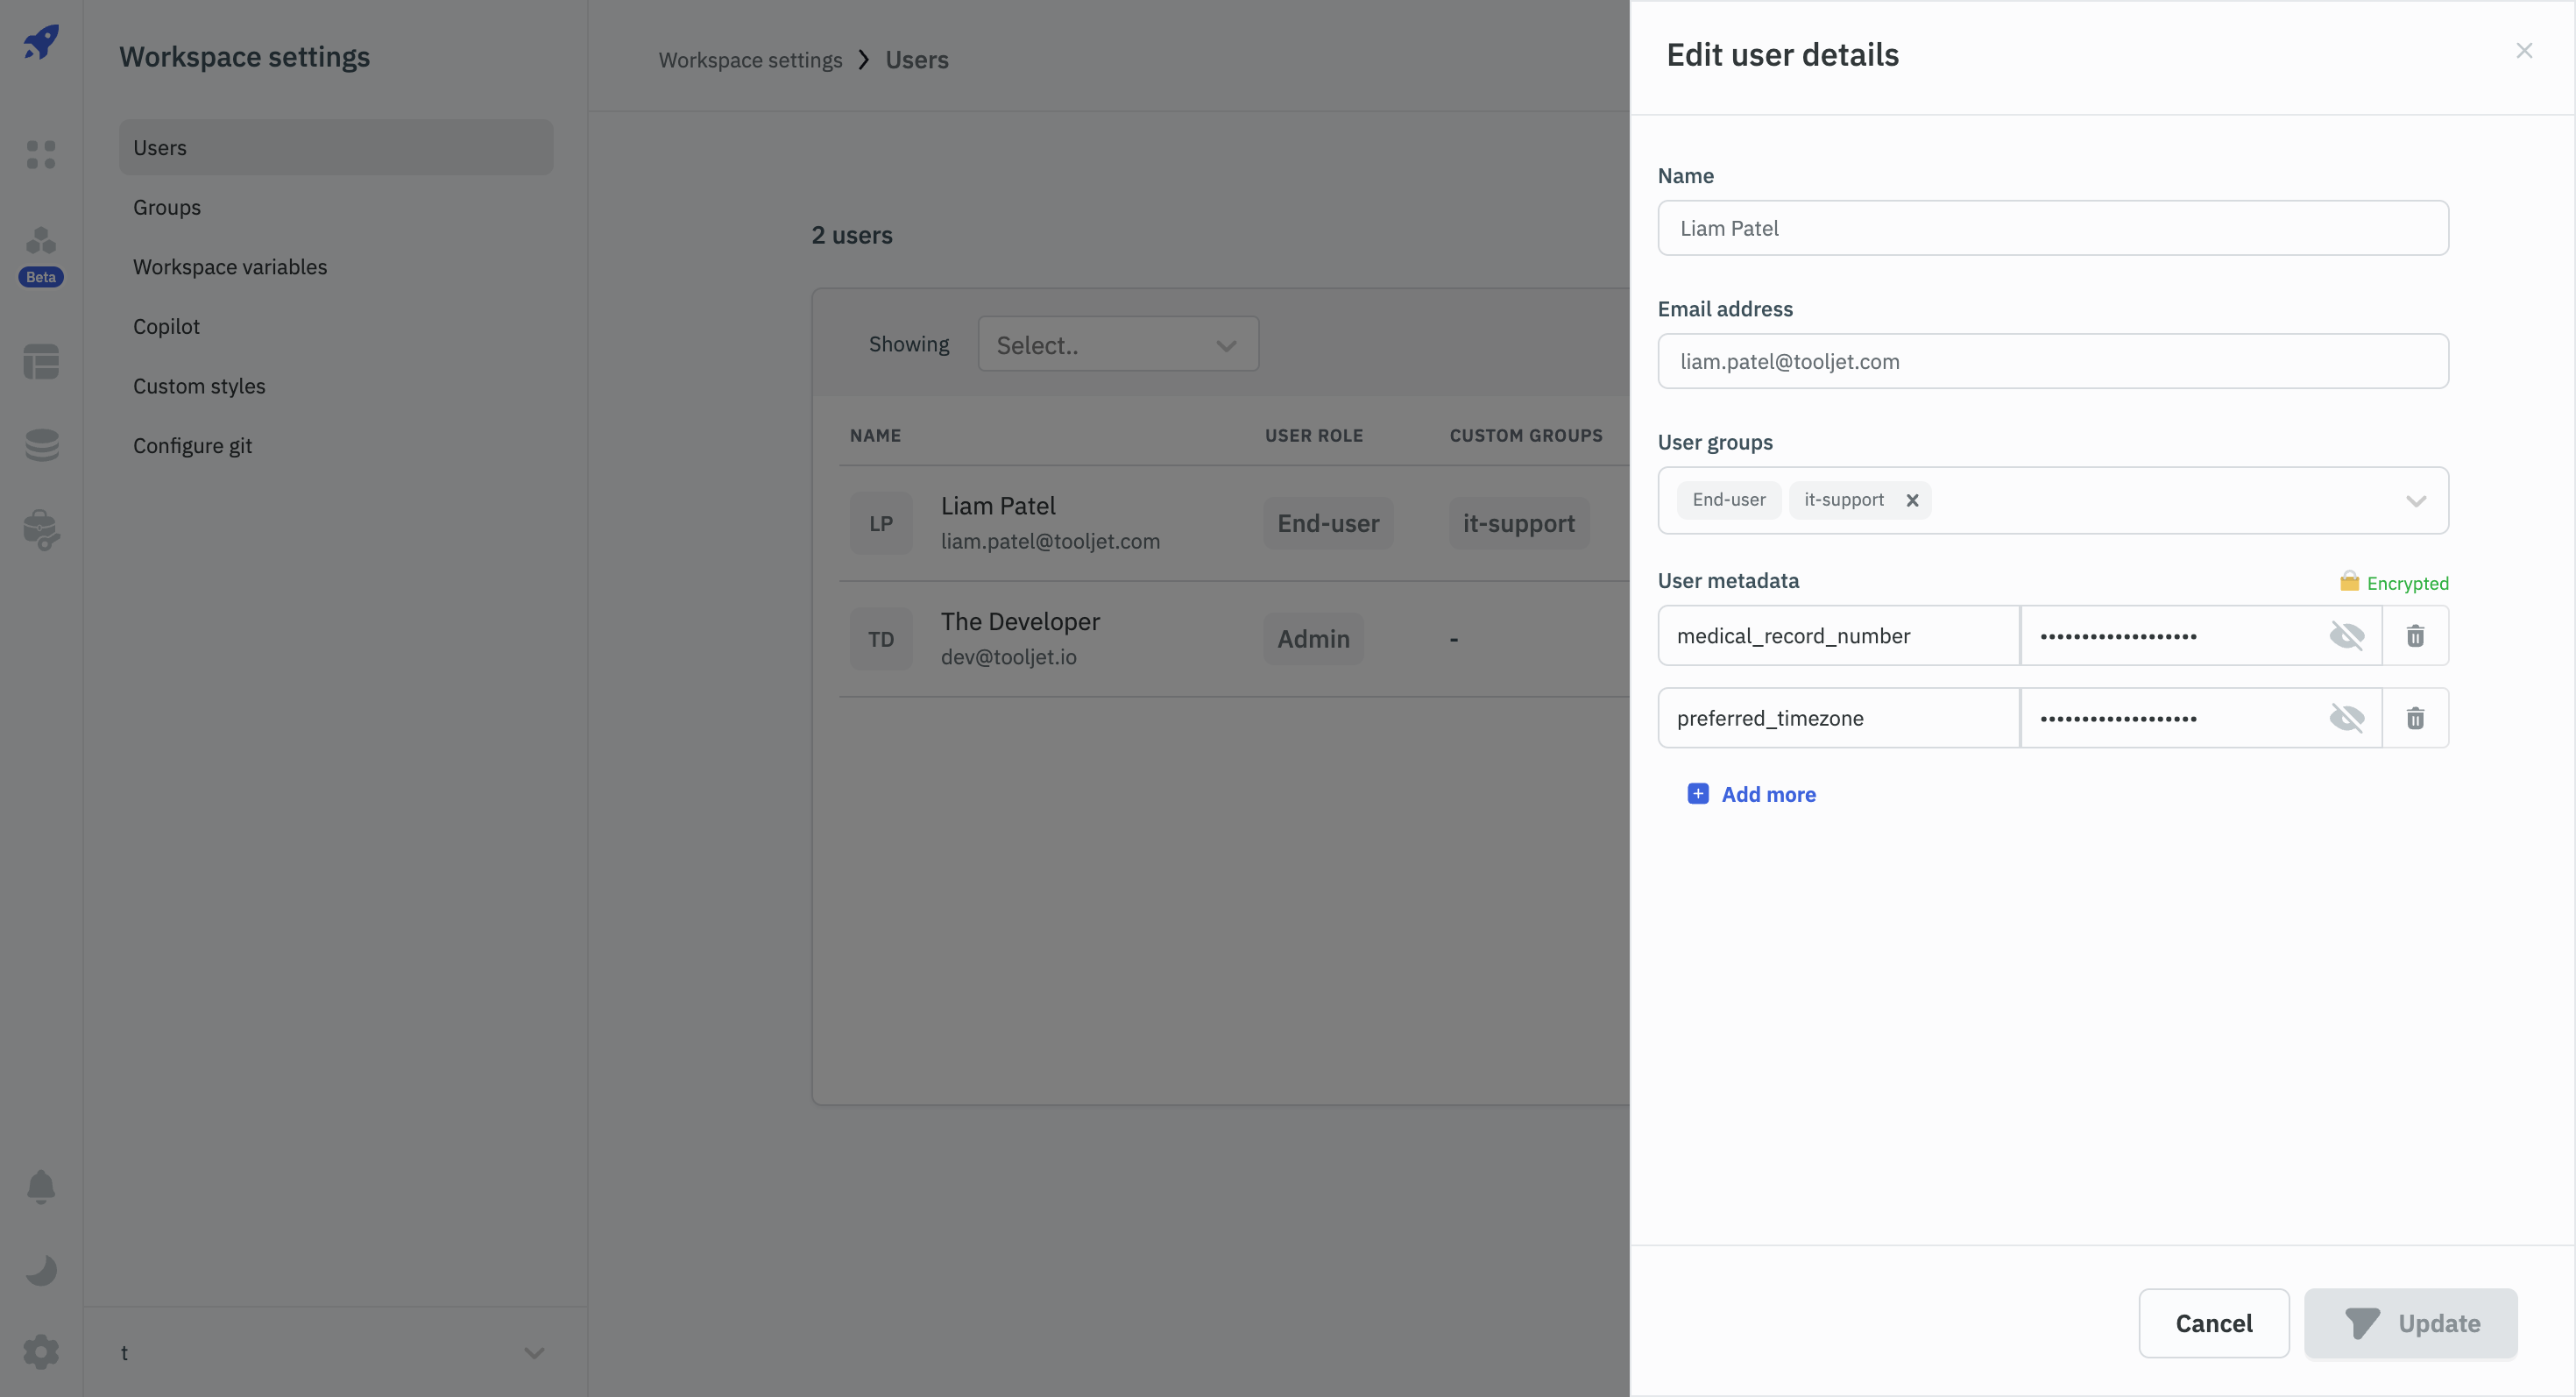 Workspace settings
Users
Groups
Workspace variables
Copilot
Custom styles
Configure git
Beta
t
Workspace settings > Users
2 users
Showing Select..
NAME USER ROLE CUSTOM GROUPS
LP Liam Patel End-user it-support
liam.patel@tooljet.com
TD The Developer Admin -
dev@tooljet.io
Edit user details
Name
Liam Patel
Email address
liam.patel@tooljet.com
User groups
End-user it-support
User metadata Encrypted
medical_record_number •••••••••••••••••••
preferred_timezone •••••••••••••••••••
Add more
Cancel Update